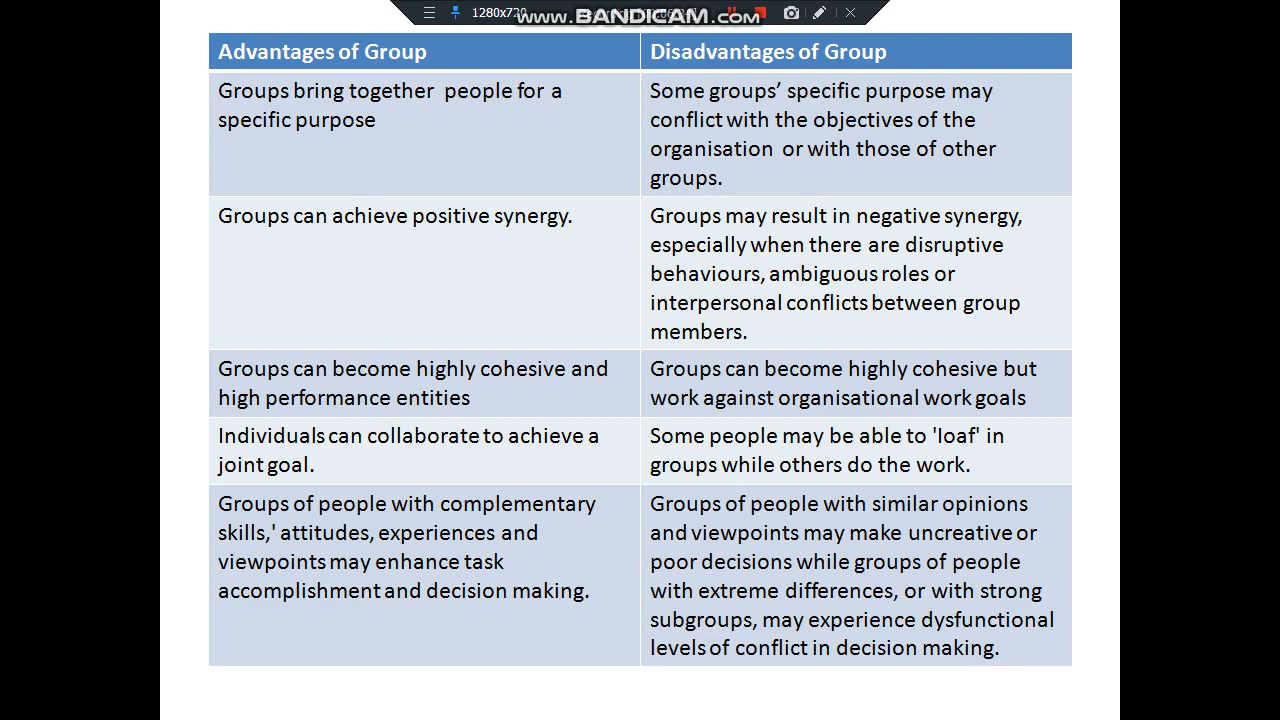 1280x720
www.BANDICAM.com
Advantages of Group
Disadvantages of Group
Groups bring together people for a
specific purpose
Some groups’ specific purpose may
conflict with the objectives of the
organisation or with those of other
groups.
Groups can achieve positive synergy.
Groups may result in negative synergy,
especially when there are disruptive
behaviours, ambiguous roles or
interpersonal conflicts between group
members.
Groups can become highly cohesive and
high performance entities
Groups can become highly cohesive but
work against organisational work goals
Individuals can collaborate to achieve a
joint goal.
Some people may be able to 'loaf' in
groups while others do the work.
Groups of people with complementary
skills,' attitudes, experiences and
viewpoints may enhance task
accomplishment and decision making.
Groups of people with similar opinions
and viewpoints may make uncreative or
poor decisions while groups of people
with extreme differences, or with strong
subgroups, may experience dysfunctional
levels of conflict in decision making.